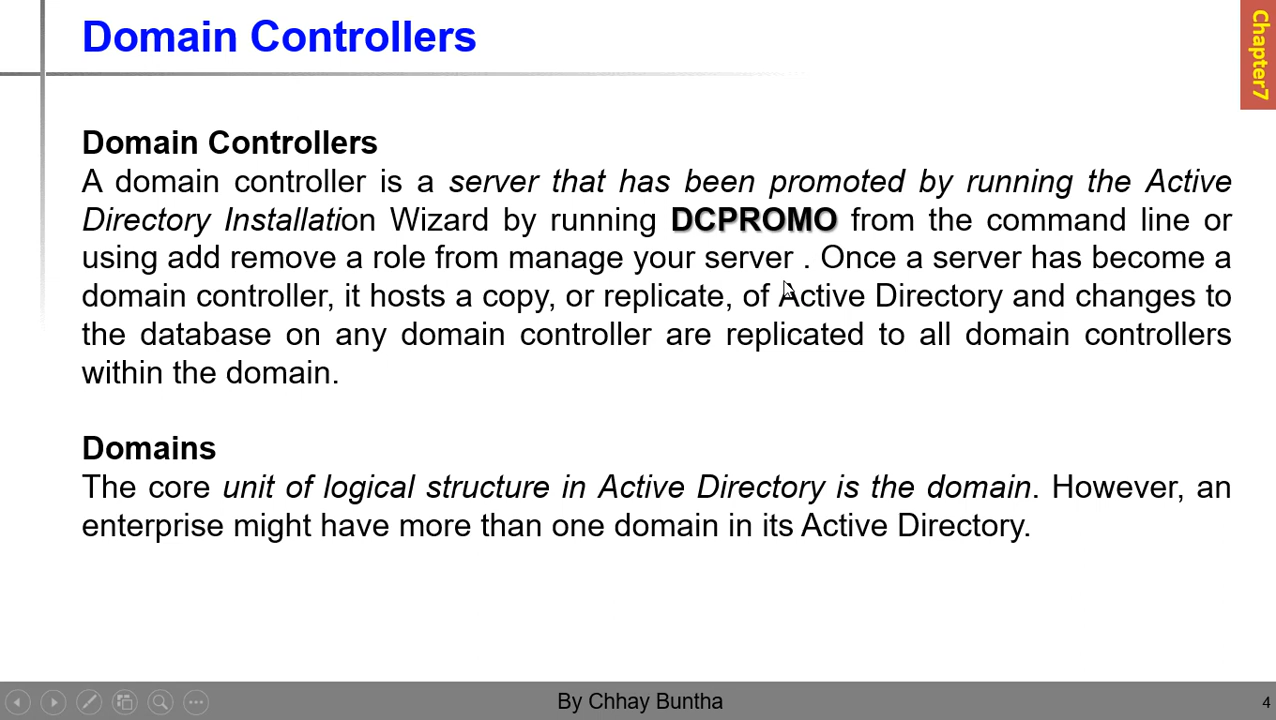 Domain Controllers
Chapter7
Domain Controllers
A domain controller is a server that has been promoted by running the Active
Directory Installation Wizard by running DCPROMO from the command line or
using add remove a role from manage your server . Once a server has become a
domain controller, it hosts a copy, or replicate, of Active Directory and changes to
the database on any domain controller are replicated to all domain controllers
within the domain.
Domains
The core unit of logical structure in Active Directory is the domain. However, an
enterprise might have more than one domain in its Active Directory.
By Chhay Buntha
4